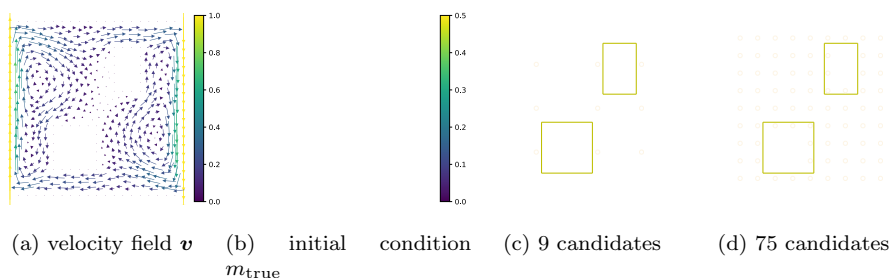 1.0
0.8
0.6
0.4
0.2
0.0
0.5
0.4
0.3
0.2
0.1
0.0
(a) velocity field v
(b) initial condition
m_true
(c) 9 candidates
(d) 75 candidates